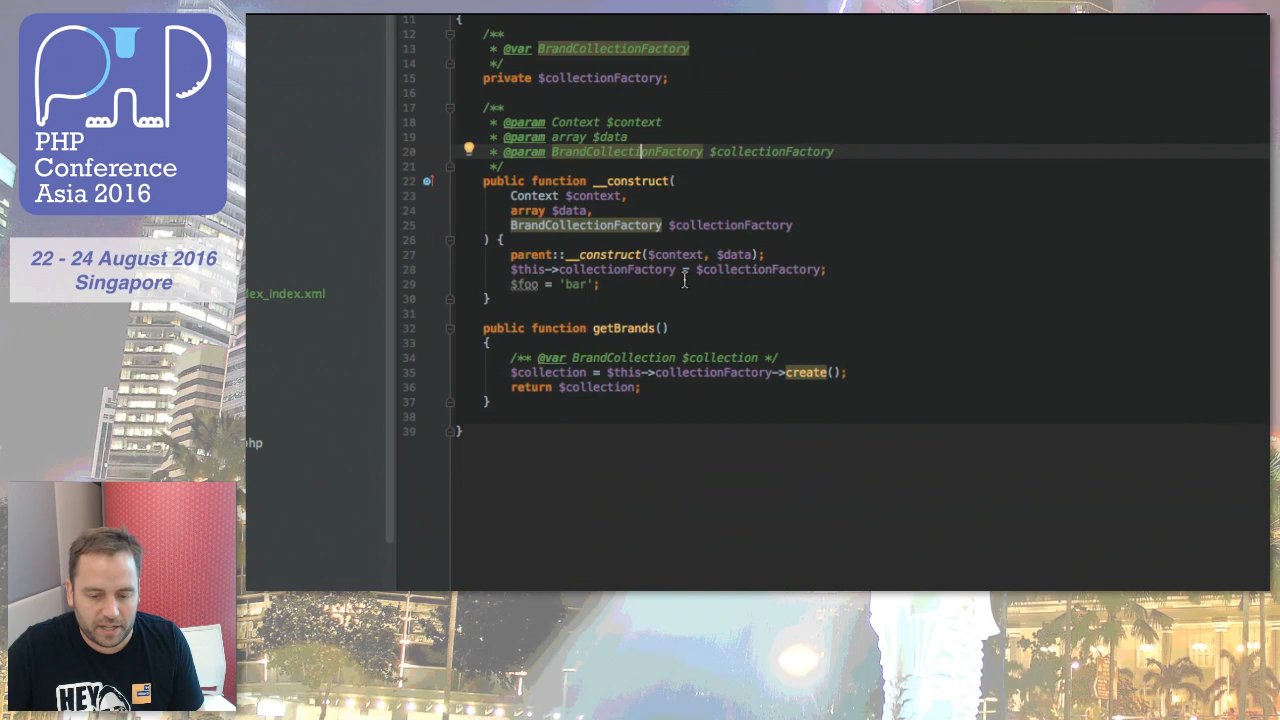 PHP
Conference
Asia 2016
22 - 24 August 2016
Singapore
dex_index.xml
php
HEY
11 {
12 /**
13 * @var BrandCollectionFactory
14 */
15 private $collectionFactory;
16
17 /**
18 * @param Context $context
19 * @param array $data
20 * @param BrandCollectionFactory $collectionFactory
21 */
22 public function __construct(
23 Context $context,
24 array $data,
25 BrandCollectionFactory $collectionFactory
26 ) {
27 parent::__construct($context, $data);
28 $this->collectionFactory = $collectionFactory;
29 $foo = 'bar';
30 }
31
32 public function getBrands()
33 {
34 /** @var BrandCollection $collection */
35 $collection = $this->collectionFactory->create();
36 return $collection;
37 }
38
39 }